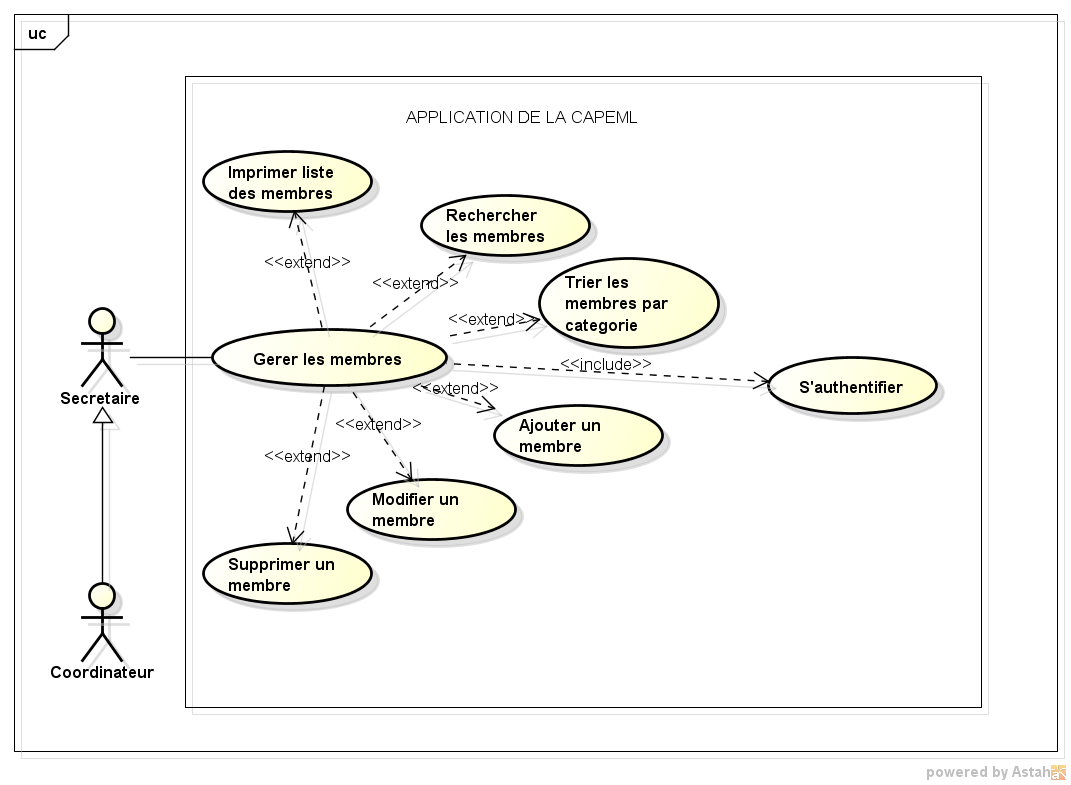 uc
APPLICATION DE LA CAPEML
Imprimer liste
des membres
Rechercher
les membres
<<extend>>
<<extend>>
Trier les
membres par
categorie
<<extend>>
Gerer les membres
<<include>>
S'authentifier
<<extend>>
Secretaire
Ajouter un
membre
<<extend>>
<<extend>>
Modifier un
membre
Supprimer un
membre
Coordinateur
powered by Astah